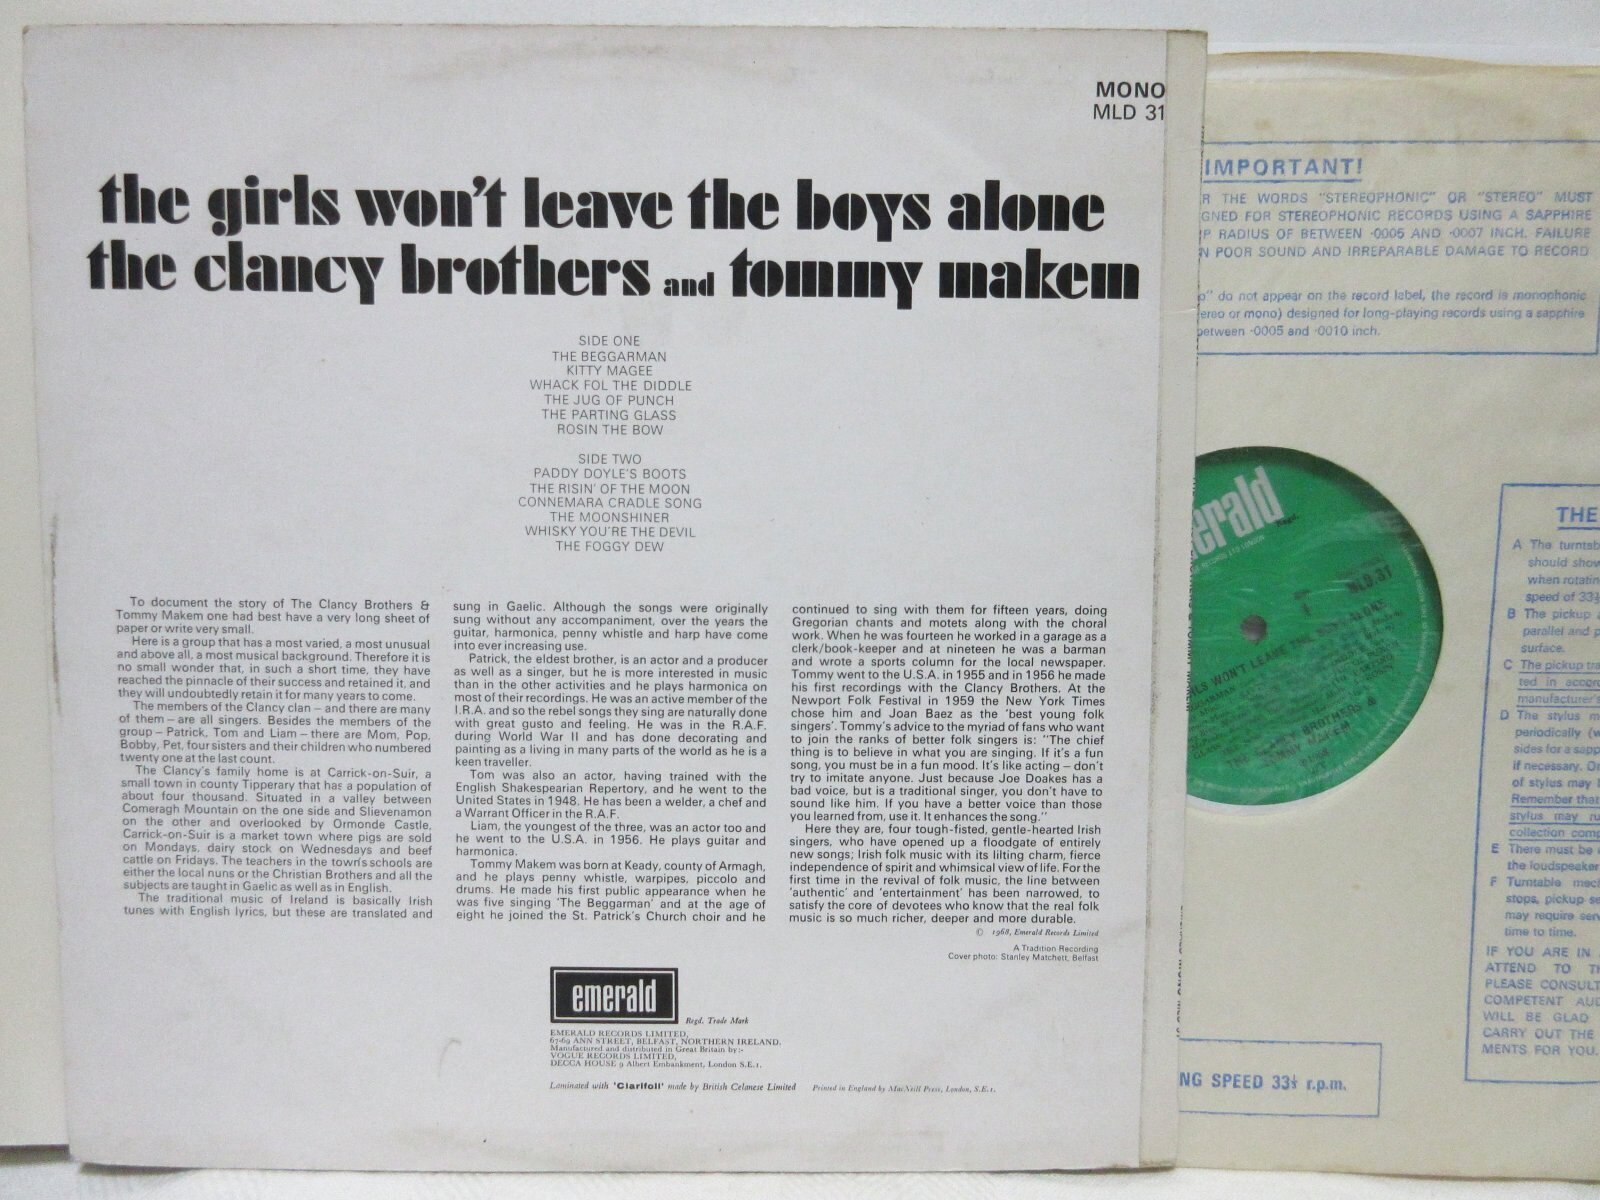 MONO
MLD 31
the girls won't leave the boys alone
the clancy brothers and tommy makem
SIDE ONE
THE BEGGARMAN
KITTY MAGEE
WHACK FOL THE DIDDLE
THE JUG OF PUNCH
THE PARTING GLASS
ROSIN THE BOW
SIDE TWO
PADDY DOYLE'S BOOTS
THE RISIN' OF THE MOON
CONNEMARA CRADLE SONG
THE MOONSHINER
WHISKY YOU'RE THE DEVIL
THE FOGGY DEW
To document the story of The Clancy Brothers &
Tommy Makem one had best have a very long sheet of
paper or write very small.
Here is a group that has a most varied, a most unusual
and above all, a most musical background. Therefore it is
no small wonder that, in such a short time, they have
reached the pinnacle of their success and retained it, and
they will undoubtedly retain it for many years to come.
The members of the Clancy clan – and there are many
of them – are all singers. Besides the members of the
group – Patrick, Tom and Liam – there are Mom, Pop,
Bobby, Pet, four sisters and their children who numbered
twenty one at the last count.
The Clancy's family home is at Carrick-on-Suir, a
small town in county Tipperary that has a population of
about four thousand. Situated in a valley between
Comeragh Mountain on the one side and Slievenamon
on the other and overlooked by Ormonde Castle,
Carrick-on-Suir is a market town where pigs are sold
on Mondays, dairy stock on Wednesdays and beef
cattle on Fridays. The teachers in the town's schools are
either the local nuns or the Christian Brothers and all the
subjects are taught in Gaelic as well as in English.
The traditional music of Ireland is basically Irish
tunes with English lyrics, but these are translated and
sung in Gaelic. Although the songs were originally
sung without any accompaniment, over the years the
guitar, harmonica, penny whistle and harp have come
into ever increasing use.
Patrick, the eldest brother, is an actor and a producer
as well as a singer, but he is more interested in music
than in the other activities and he plays harmonica on
most of their recordings. He was an active member of the
I.R.A. and so the rebel songs they sing are naturally done
with great gusto and feeling. He was in the R.A.F.
during World War II and has done decorating and
painting as a living in many parts of the world as he is a
keen traveller.
Tom was also an actor, having trained with the
English Shakespearian Repertory, and he went to the
United States in 1948. He has been a welder, a chef and
a Warrant Officer in the R.A.F.
Liam, the youngest of the three, was an actor too and
he went to the U.S.A. in 1956. He plays guitar and
harmonica.
Tommy Makem was born at Keady, county of Armagh,
and he plays penny whistle, warpipes, piccolo and
drums. He made his first public appearance when he
was five singing 'The Beggarman' and at the age of
eight he joined the St. Patrick's Church choir and he
continued to sing with them for fifteen years, doing
Gregorian chants and motets along with the choral
work. When he was fourteen he worked in a garage as a
clerk/book-keeper and at nineteen he was a barman
and wrote a sports column for the local newspaper.
Tommy went to the U.S.A. in 1955 and in 1956 he made
his first recordings with the Clancy Brothers. At the
Newport Folk Festival in 1959 the New York Times
chose him and Joan Baez as the 'best young folk
singers'. Tommy's advice to the myriad of fans who want
to join the ranks of better folk singers is: "The chief
thing is to believe in what you are singing. If it's a fun
song, you must be in a fun mood. It's like acting – don't
try to imitate anyone. Just because Joe Doakes has a
bad voice, but is a traditional singer, you don't have to
sound like him. If you have a better voice than those
you learned from, use it. It enhances the song."
Here they are, four tough-fisted, gentle-hearted Irish
singers, who have opened up a floodgate of entirely
new songs; Irish folk music with its lilting charm, fierce
independence of spirit and whimsical view of life. For the
first time in the revival of folk music, the line between
'authentic' and 'entertainment' has been narrowed, to
satisfy the core of devotees who know that the real folk
music is so much richer, deeper and more durable.
© 1968, Emerald Records Limited
A Tradition Recording
Cover photo: Stanley Matchett, Belfast
emerald
Regd. Trade Mark
EMERALD RECORDS LIMITED,
67-69 ANN STREET, BELFAST, NORTHERN IRELAND.
Manufactured and distributed in Great Britain by:-
VOGUE RECORDS LIMITED,
DECCA HOUSE 9 Albert Embankment, London S.E.1.
Laminated with 'Clarifoil' made by British Celanese Limited Printed in England by MacNeill Press, London, S.E.1.
IMPORTANT!
R THE WORDS "STEREOPHONIC" OR "STEREO" MUST
GNED FOR STEREOPHONIC RECORDS USING A SAPPHIRE
P RADIUS OF BETWEEN ·0005 AND ·0007 INCH. FAILURE
N POOR SOUND AND IRREPARABLE DAMAGE TO RECORD
o" do not appear on the record label, the record is monophonic
ereo or mono) designed for long-playing records using a sapphire
between ·0005 and ·0010 inch.
erald
Regd.
MLD.31
RLS WON'T LEAVE THE BOYS ALONE
THE CLANCY BROTHERS &
TOMMY MAKEM
THE
A The turntab
should show
when rotatin
speed of 33⅓
B The pickup a
parallel and p
surface.
C The pickup tra
ted in accor
manufacturer's
D The stylus m
periodically (w
sides for a sapp
if necessary. Or
of stylus may
Remember that
stylus may ru
collection comp
E There must be
the loudspeaker
F Turntable mec
stops, pickup se
may require serv
time to time.
IF YOU ARE IN
ATTEND TO TH
PLEASE CONSULT
COMPETENT AUD
WILL BE GLAD
CARRY OUT THE
MENTS FOR YOU.
NG SPEED 33⅓ r.p.m.